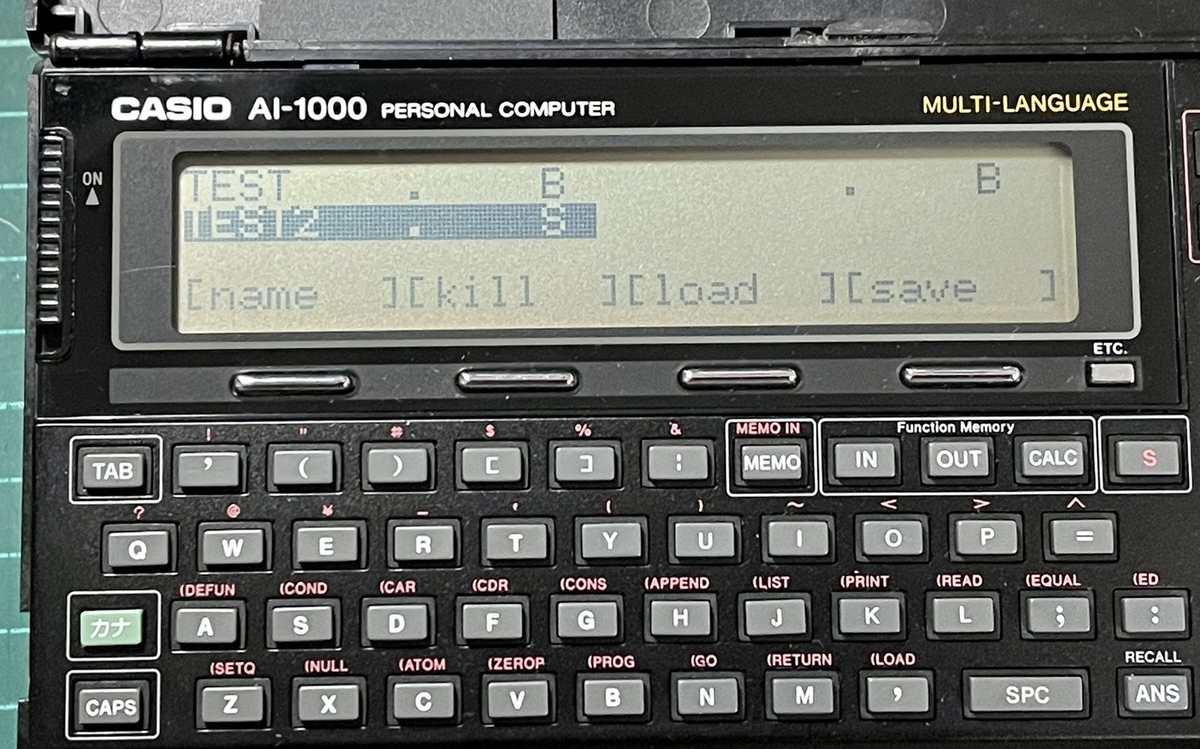 CASIO AI-1000 PERSONAL COMPUTER MULTI-LANGUAGE
ON
TEST . B . B
TEST2 . S
[name ][kill ][load ][save ]
ETC.
! " # $ % & MEMO IN Function Memory
TAB ' ( ) [ ] | MEMO IN OUT CALC S
? @ ¥ _ ' { } ~ < > ^
Q W E R T Y U I O P =
(DEFUN (COND (CAR (CDR (CONS (APPEND (LIST (PRINT (READ (EQUAL (ED
カナ A S D F G H J K L ; :
(SETQ (NULL (ATOM (ZEROP (PROG (GO (RETURN (LOAD RECALL
CAPS Z X C V B N M , SPC ANS